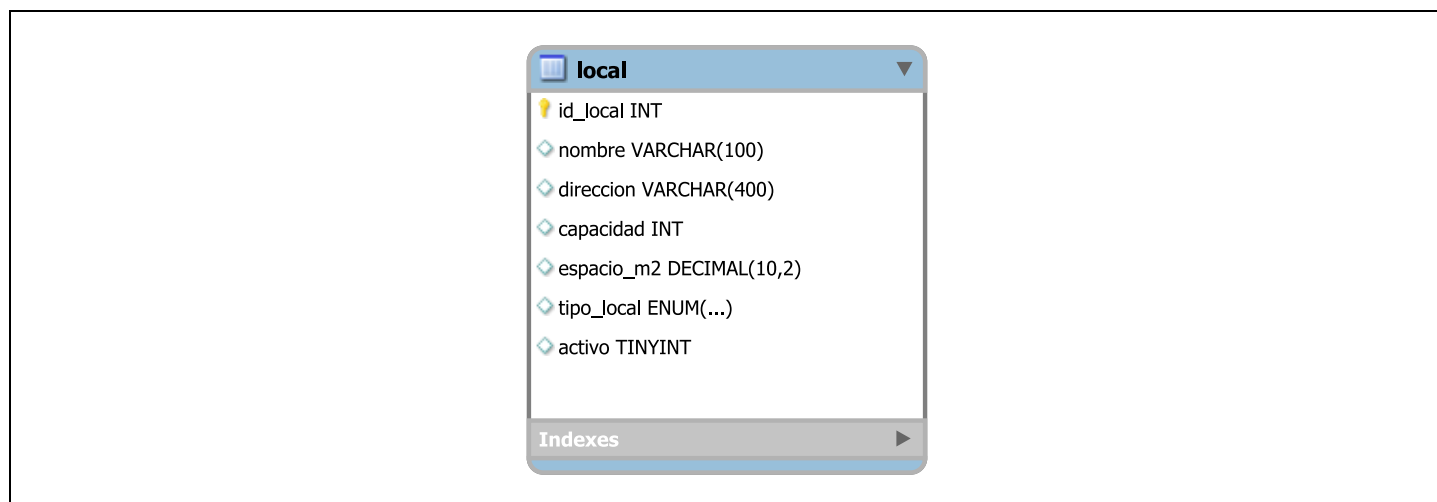 local
id_local INT
nombre VARCHAR(100)
direccion VARCHAR(400)
capacidad INT
espacio_m2 DECIMAL(10,2)
tipo_local ENUM(...)
activo TINYINT
Indexes